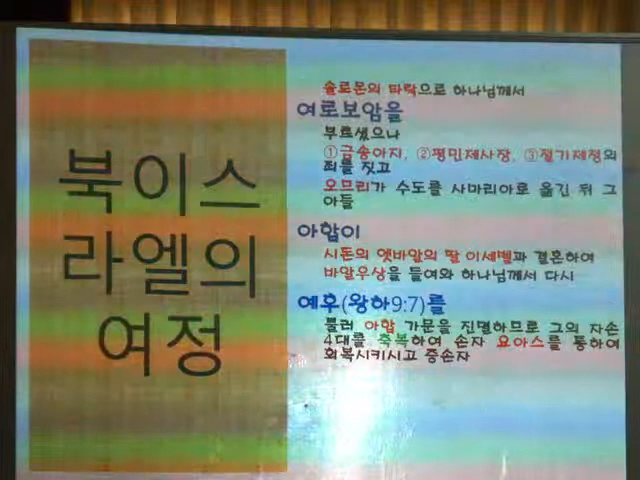 북이스
라엘의
여정
솔로몬의 타락으로 하나님께서
여로보암을
부르셨으나
①금송아지, ②평민제사장, ③절기제정의
죄를 짓고
오므리가 수도를 사마리아로 옮긴 뒤 그
아들
아합이
시돈의 엣바알의 딸 이세벨과 결혼하여
바알우상을 들여와 하나님께서 다시
예후(왕하9:7)를
불러 아합 가문을 진멸하므로 그의 자손
4대를 축복하여 손자 요아스를 통하여
회복시키시고 증손자